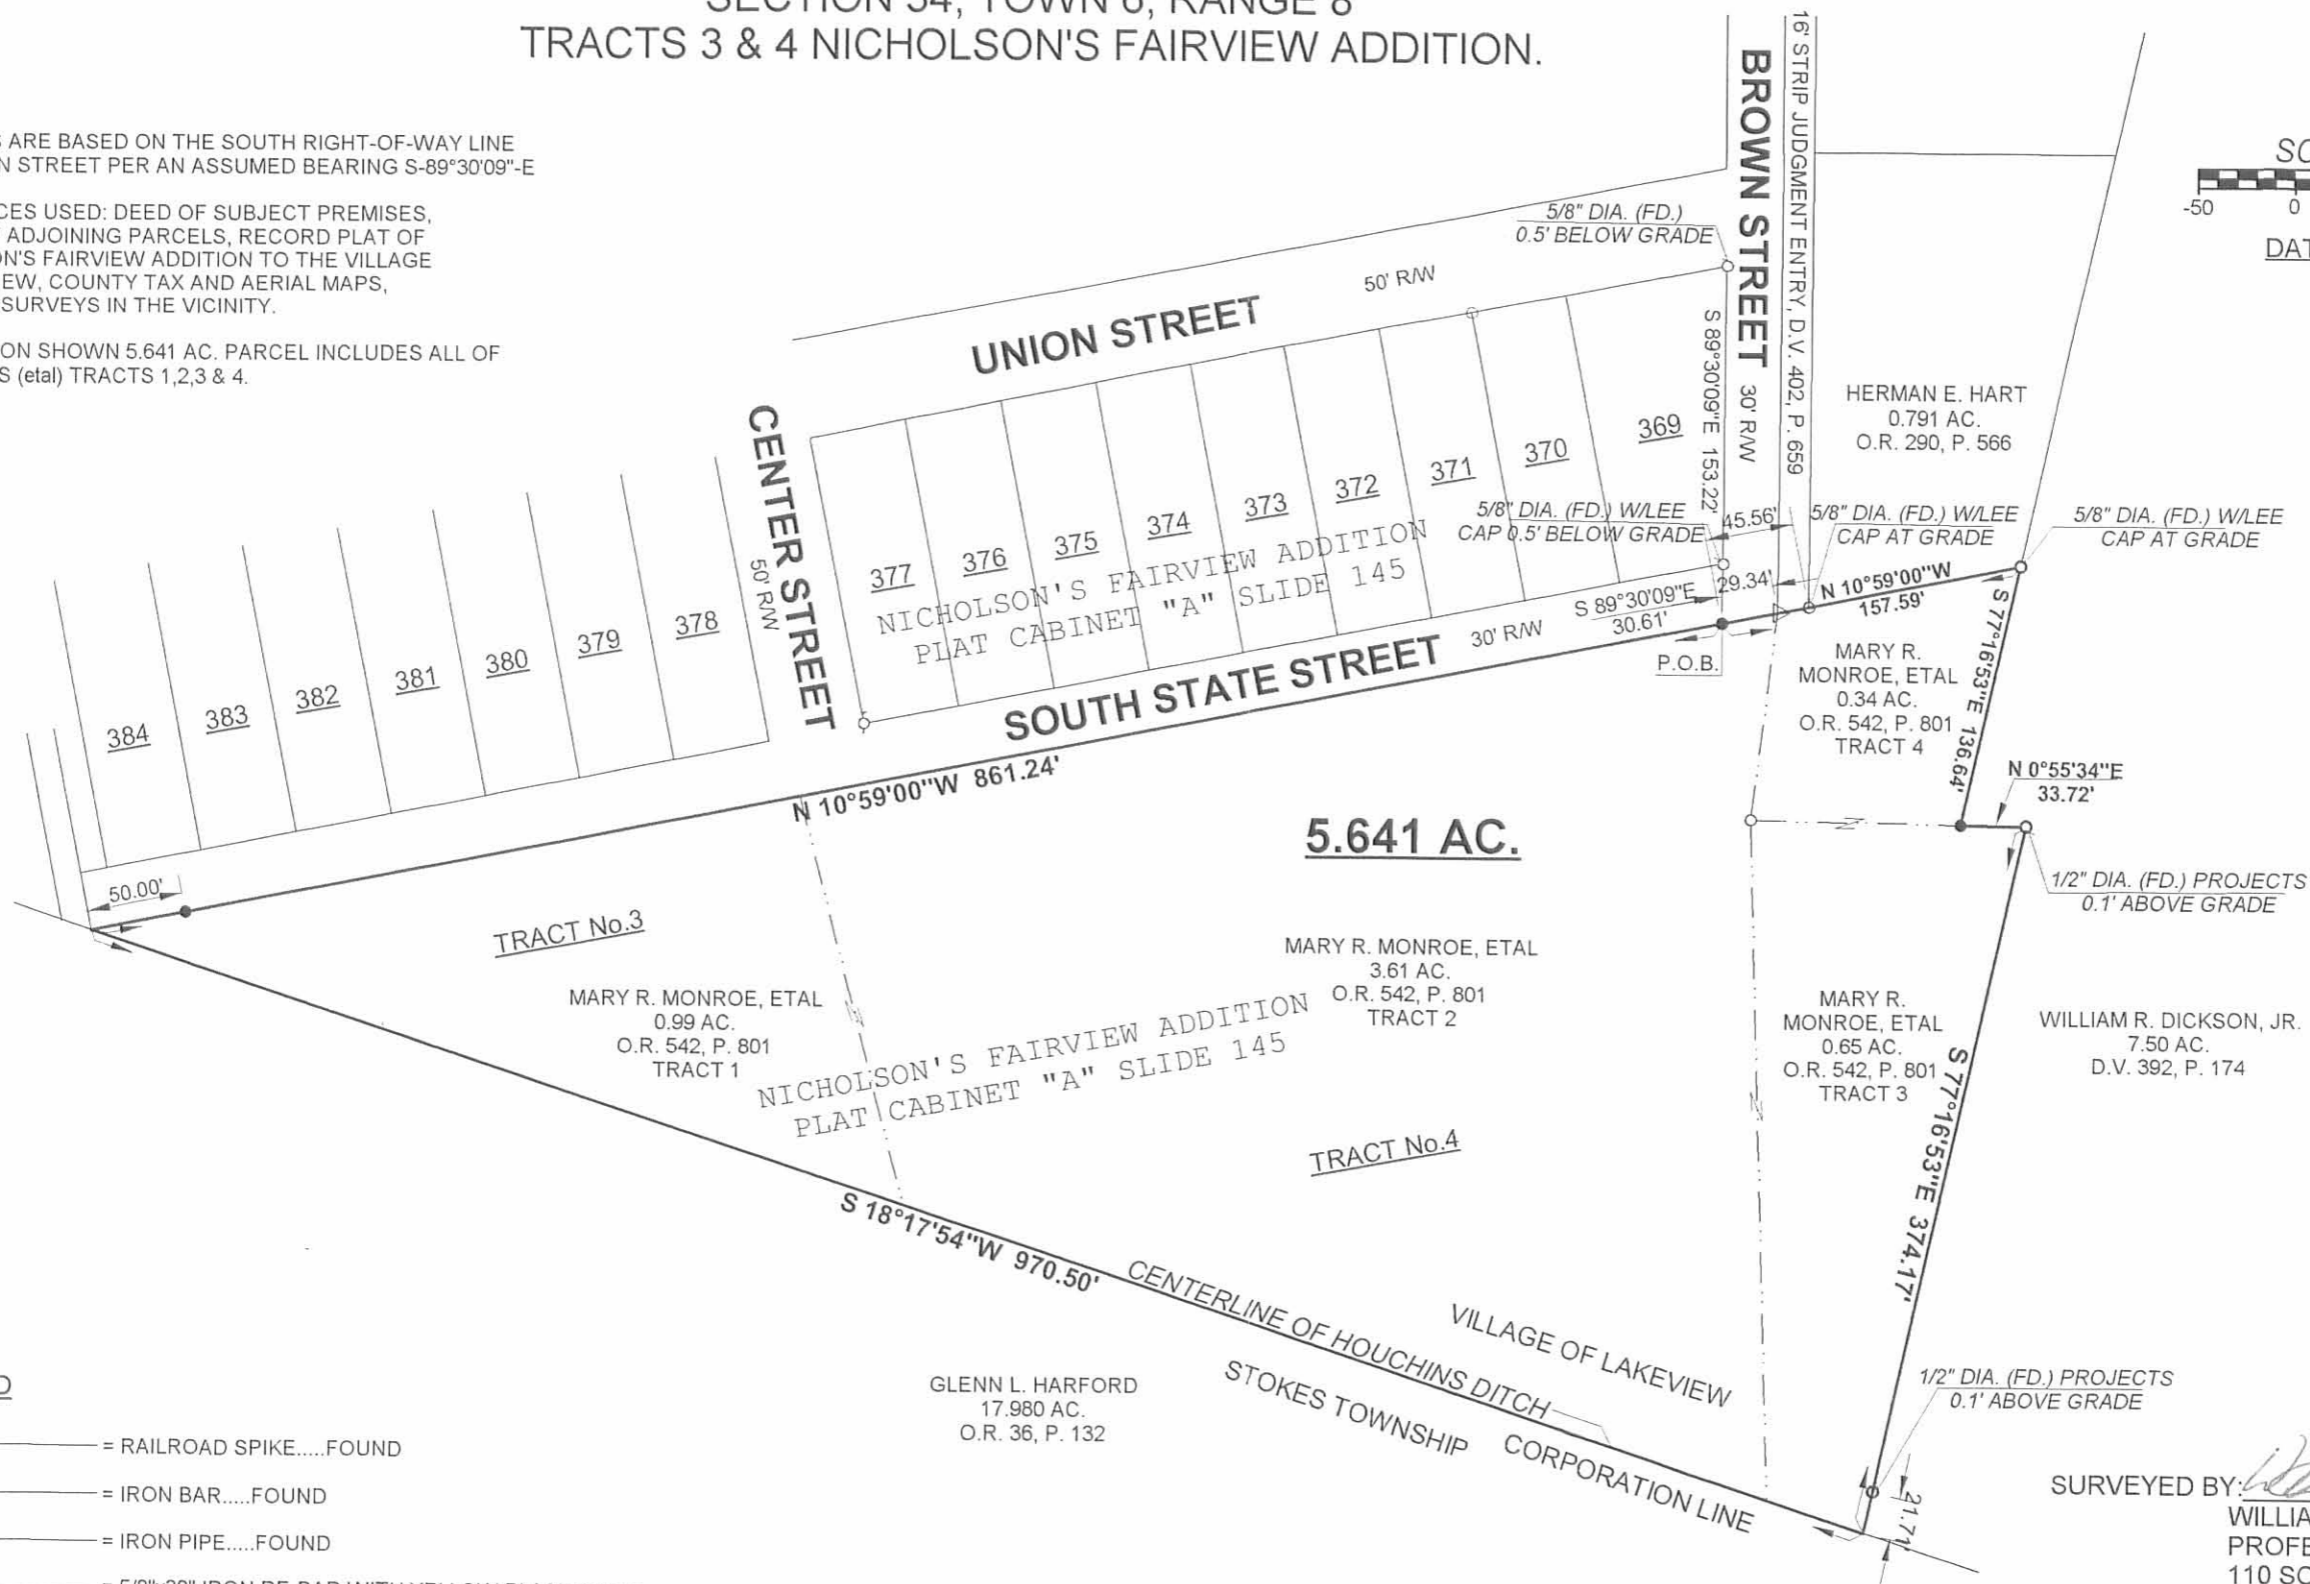 TRACTS 3 & 4 NICHOLSON'S FAIRVIEW ADDITION.
ARE BASED ON THE SOUTH RIGHT-OF-WAY LINE
STREET PER AN ASSUMED BEARING S-89°30'09"-E
USED: DEED OF SUBJECT PREMISES,
ADJOINING PARCELS, RECORD PLAT OF
FAIRVIEW ADDITION TO THE VILLAGE
COUNTY TAX AND AERIAL MAPS,
SURVEYS IN THE VICINITY.
SHOWN 5.641 AC. PARCEL INCLUDES ALL OF
(etal) TRACTS 1,2,3 & 4.
BROWN STREET 30' R/W
16' STRIP JUDGMENT ENTRY, D.V. 402, P. 659
-50 0
5/8" DIA. (FD.)
0.5' BELOW GRADE
UNION STREET 50' R/W
S 89°30'09"E 153.22'
HERMAN E. HART
0.791 AC.
O.R. 290, P. 566
CENTER STREET
50' R/W
384
383
382
381
380
379
378
377
376
375
374
373
372
371
370
369
NICHOLSON'S FAIRVIEW ADDITION
PLAT CABINET "A" SLIDE 145
5/8" DIA. (FD.) W/LEE
CAP 0.5' BELOW GRADE
45.56'
5/8" DIA. (FD.) W/LEE
CAP AT GRADE
5/8" DIA. (FD.) W/LEE
CAP AT GRADE
S 89°30'09"E
30.61'
29.34'
N 10°59'00"W
157.59'
SOUTH STATE STREET 30' R/W
P.O.B.
MARY R.
MONROE, ETAL
0.34 AC.
O.R. 542, P. 801
TRACT 4
S 77°16'53"E 136.64'
N 0°55'34"E
33.72'
N 10°59'00"W 861.24'
5.641 AC.
50.00'
1/2" DIA. (FD.) PROJECTS
0.1' ABOVE GRADE
TRACT No.3
MARY R. MONROE, ETAL
0.99 AC.
O.R. 542, P. 801
TRACT 1
MARY R. MONROE, ETAL
3.61 AC.
O.R. 542, P. 801
TRACT 2
MARY R.
MONROE, ETAL
0.65 AC.
O.R. 542, P. 801
TRACT 3
WILLIAM R. DICKSON, JR.
7.50 AC.
D.V. 392, P. 174
NICHOLSON'S FAIRVIEW ADDITION
PLAT CABINET "A" SLIDE 145
TRACT No.4
S 77°16'53"E 374.17'
S 18°17'54"W 970.50'
CENTERLINE OF HOUCHINS DITCH
VILLAGE OF LAKEVIEW
STOKES TOWNSHIP CORPORATION LINE
GLENN L. HARFORD
17.980 AC.
O.R. 36, P. 132
1/2" DIA. (FD.) PROJECTS
0.1' ABOVE GRADE
21.71'
= RAILROAD SPIKE.....FOUND
= IRON BAR.....FOUND
= IRON PIPE.....FOUND
SURVEYED BY:
110